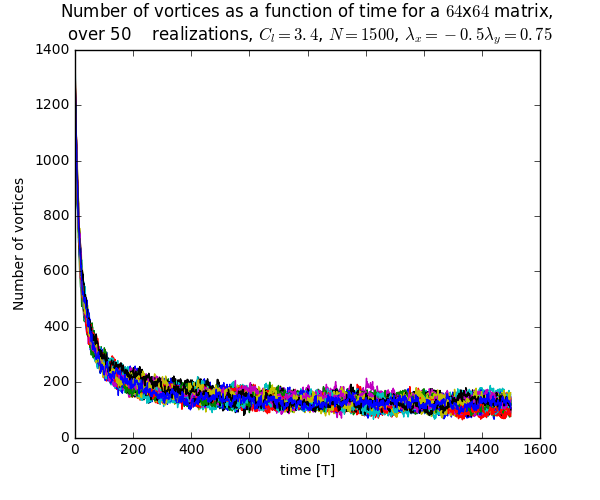 Number of vortices as a function of time for a 64x64 matrix,
over 50    realizations, C_l = 3.4, N = 1500, λ_x = −0.5λ_y = 0.75
1400
1200
1000
800
600
400
200
0
Number of vortices
0 200 400 600 800 1000 1200 1400 1600
time [T]